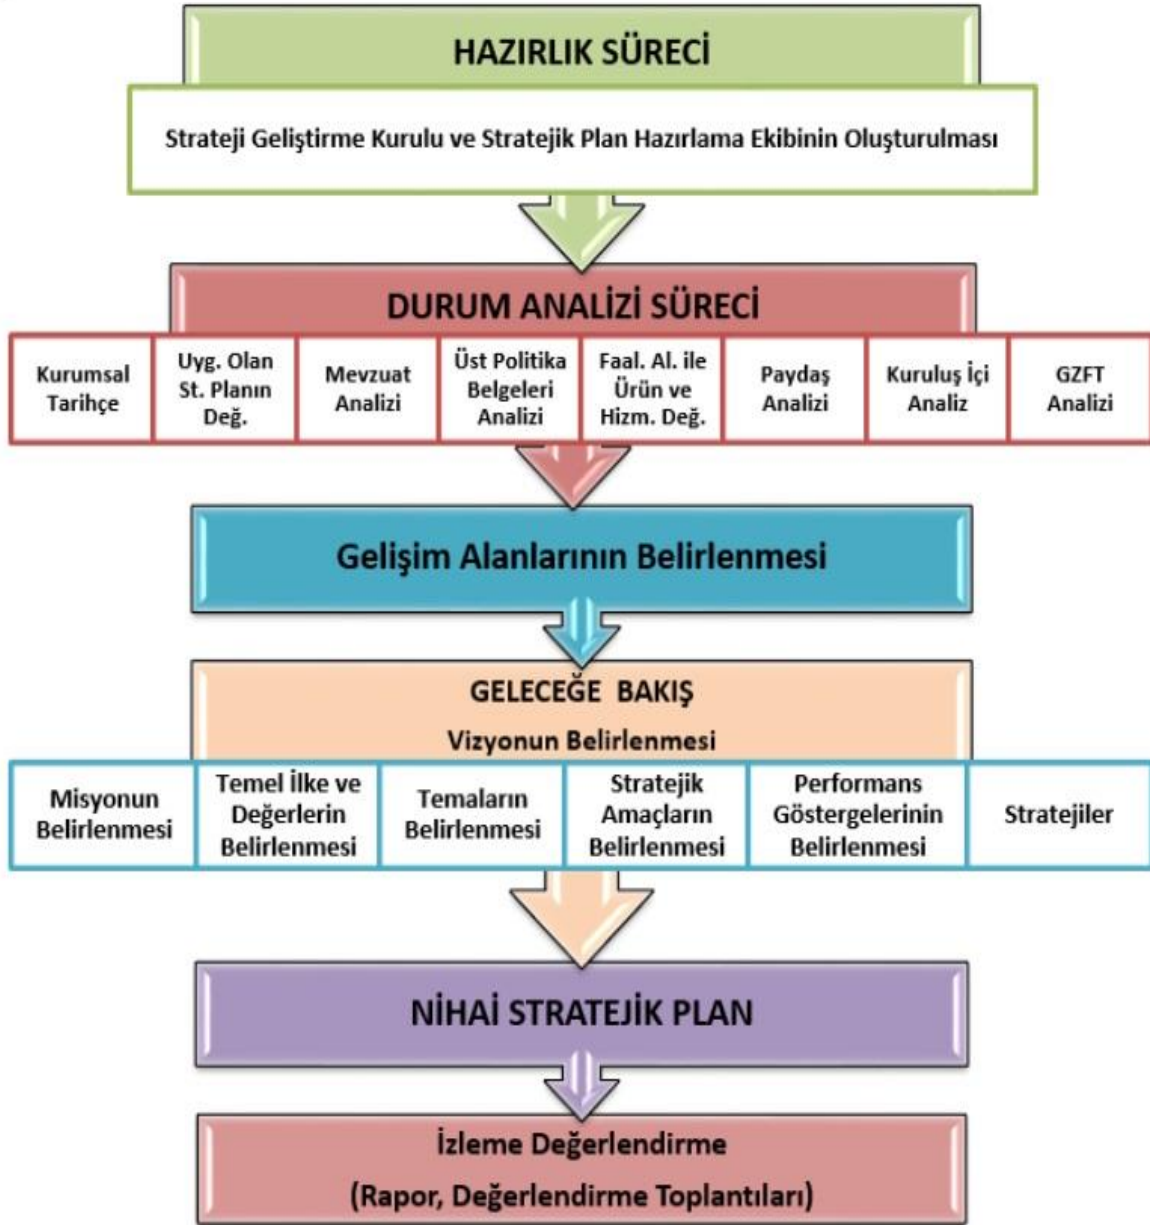 HAZIRLIK SÜRECİ
Strateji Geliştirme Kurulu ve Stratejik Plan Hazırlama Ekibinin Oluşturulması
DURUM ANALİZİ SÜRECİ
Kurumsal
Tarihçe
Uyg. Olan
St. Planın
Değ.
Mevzuat
Analizi
Üst Politika
Belgeleri
Analizi
Faal. Al. ile
Ürün ve
Hizm. Değ.
Paydaş
Analizi
Kuruluş İçi
Analiz
GZFT
Analizi
Gelişim Alanlarının Belirlenmesi
GELECEĞE BAKIŞ
Vizyonun Belirlenmesi
Misyonun
Belirlenmesi
Temel İlke ve
Değerlerin
Belirlenmesi
Temaların
Belirlenmesi
Stratejik
Amaçların
Belirlenmesi
Performans
Göstergelerinin
Belirlenmesi
Stratejiler
NİHAİ STRATEJİK PLAN
İzleme Değerlendirme
(Rapor, Değerlendirme Toplantıları)